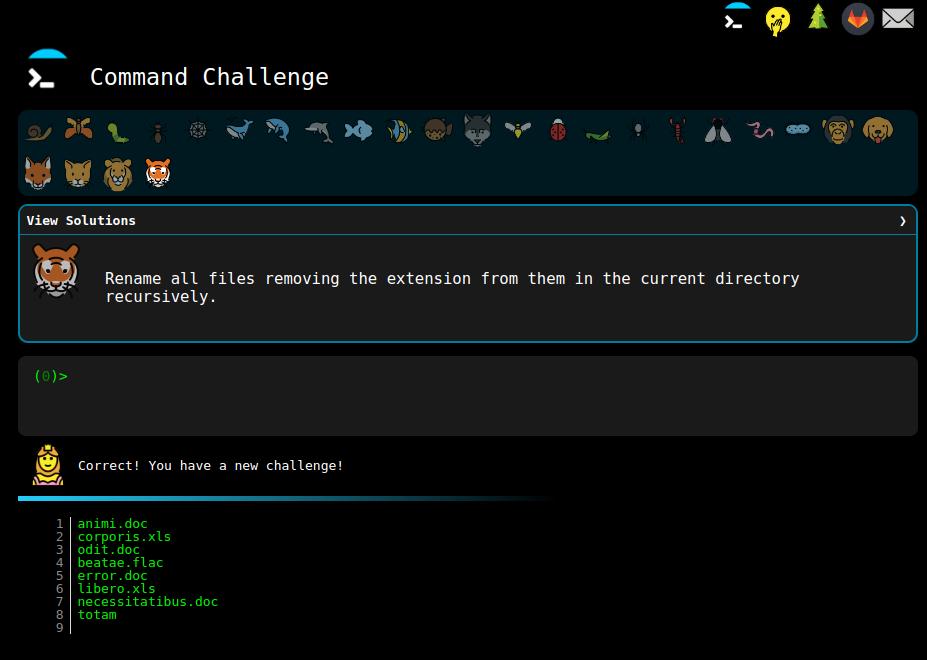 Command Challenge
View Solutions ❯
Rename all files removing the extension from them in the current directory
recursively.
(0)>
Correct! You have a new challenge!
1 animi.doc
2 corporis.xls
3 odit.doc
4 beatae.flac
5 error.doc
6 libero.xls
7 necessitatibus.doc
8 totam
9